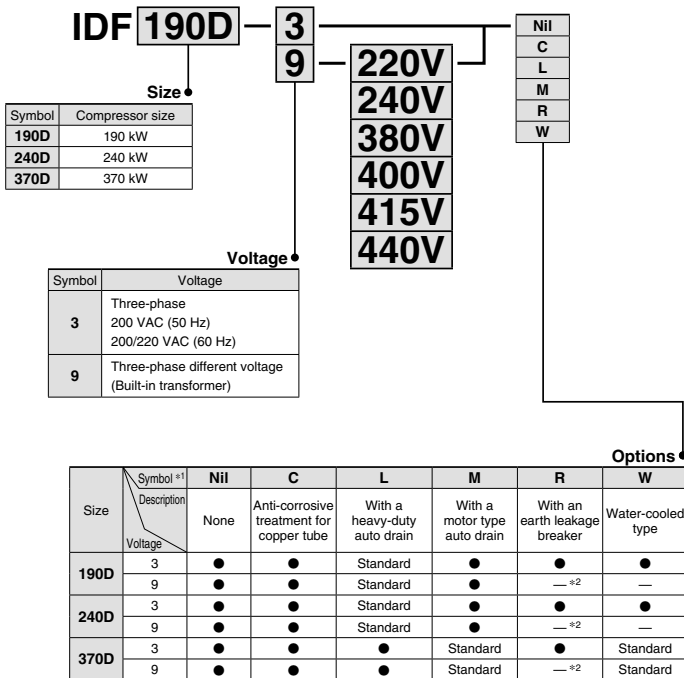 IDF 190D — 3
9 — 220V
240V
380V
400V
415V
440V
Nil
C
L
M
R
W
Size
Symbol Compressor size
190D 190 kW
240D 240 kW
370D 370 kW
Voltage
Symbol Voltage
3 Three-phase
200 VAC (50 Hz)
200/220 VAC (60 Hz)
9 Three-phase different voltage
(Built-in transformer)
Options
Size Symbol *1 Nil C L M R W
Description
Voltage
None
Anti-corrosive
treatment for
copper tube
With a
heavy-duty
auto drain
With a
motor type
auto drain
With an
earth leakage
breaker
Water-cooled
type
190D 3 ● ● Standard ● ● ●
9 ● ● Standard ● — *2 —
240D 3 ● ● Standard ● ● ●
9 ● ● Standard ● — *2 —
370D 3 ● ● ● Standard ● Standard
9 ● ● ● Standard — *2 Standard